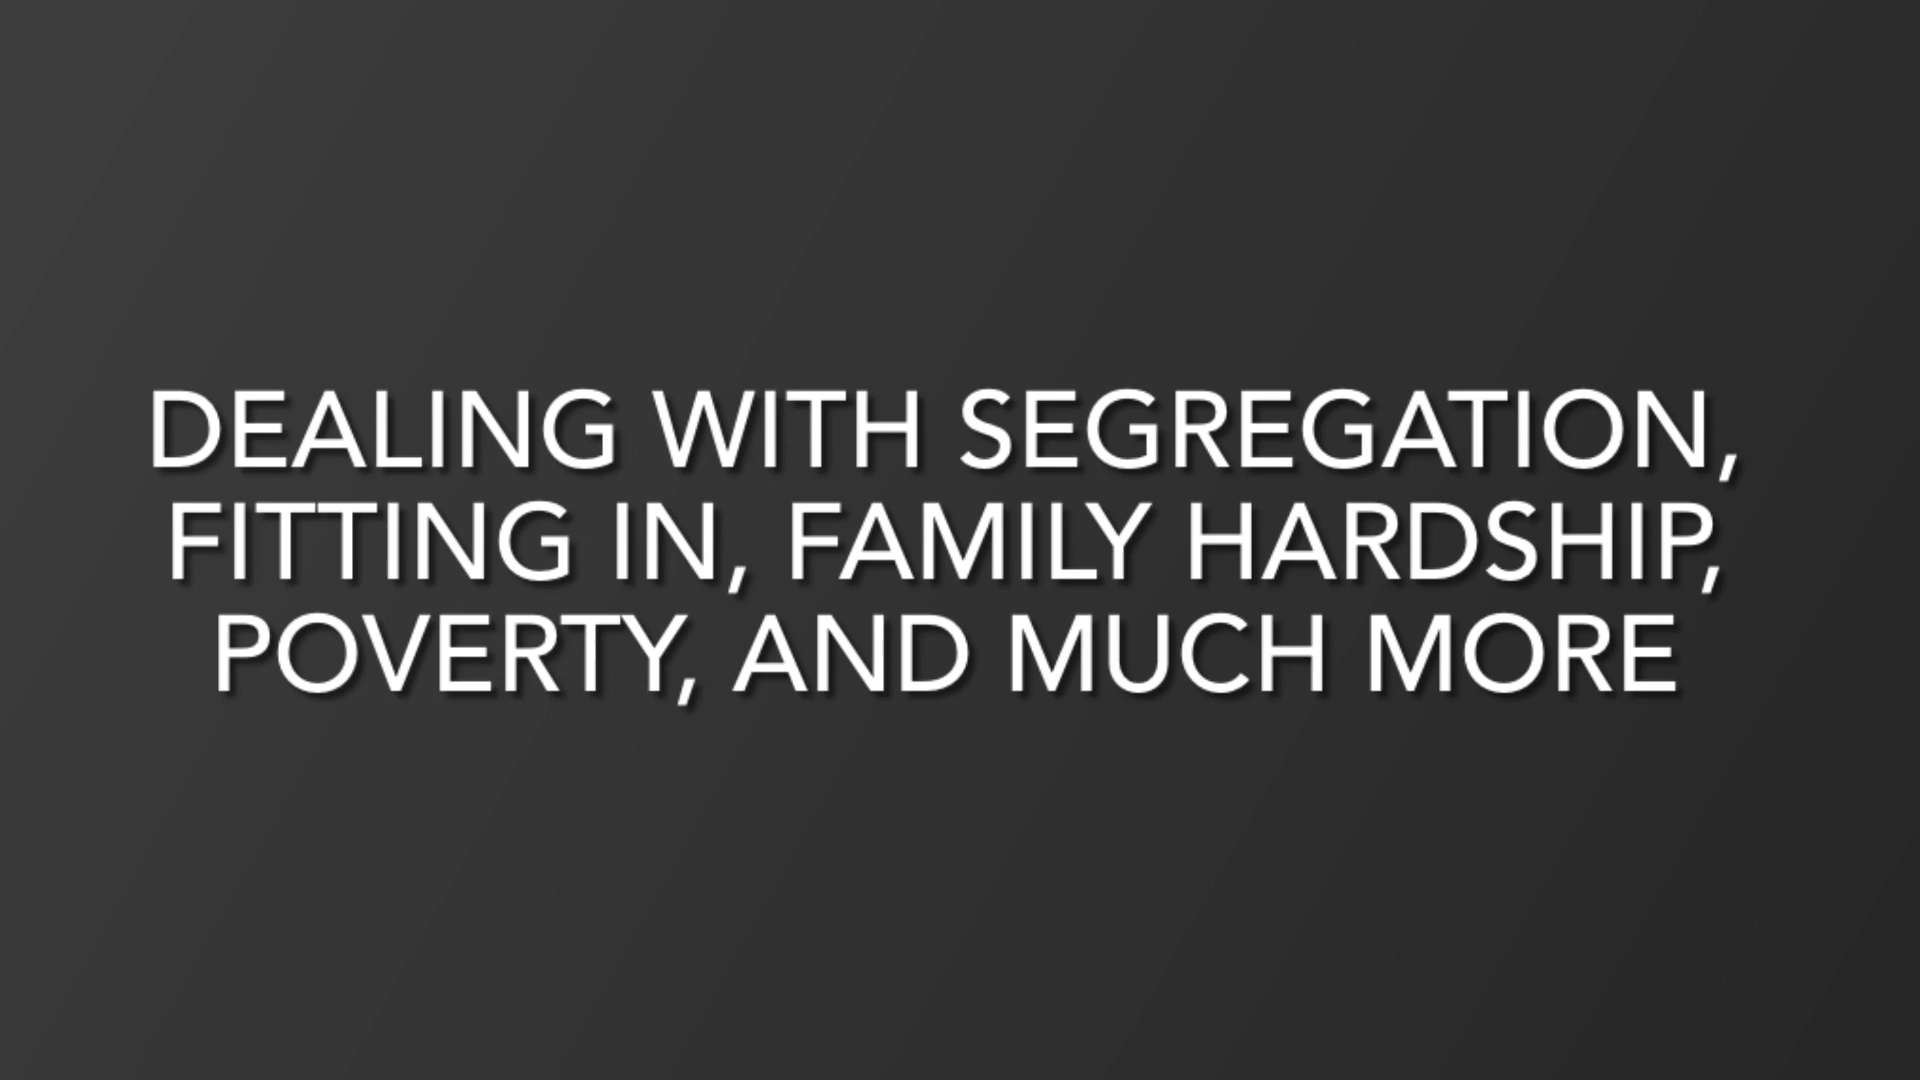 DEALING WITH SEGREGATION,
FITTING IN, FAMILY HARDSHIP,
POVERTY, AND MUCH MORE